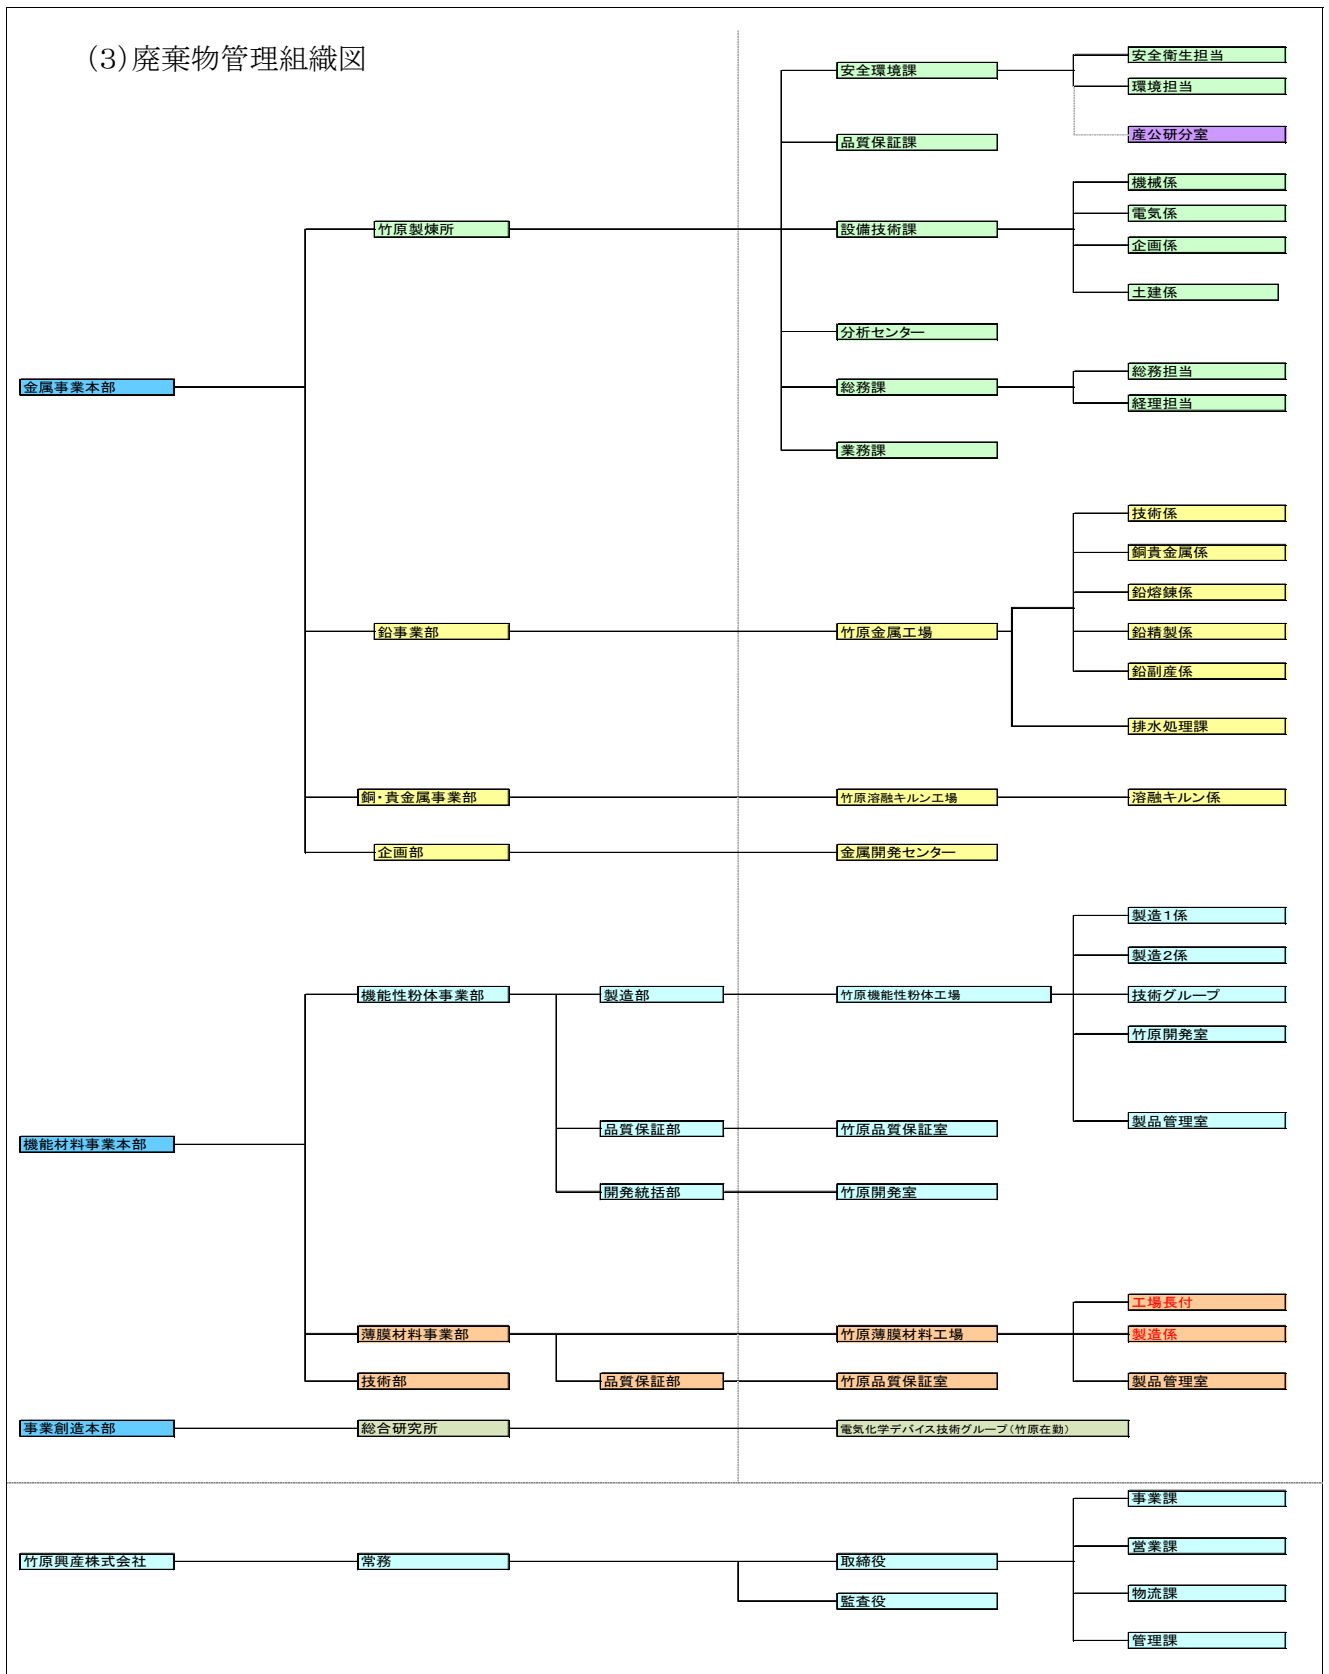 (3)廃棄物管理組織図
安全衛生担当
安全環境課
環境担当
産公研分室
品質保証課
機械係
電気係
竹原製煉所
設備技術課
企画係
土建係
分析センター
総務担当
金属事業本部
総務課
経理担当
業務課
技術係
銅貴金属係
鉛熔錬係
鉛事業部
竹原金属工場
鉛精製係
鉛副産係
排水処理課
銅・貴金属事業部
竹原溶融キルン工場
溶融キルン係
企画部
金属開発センター
製造1係
製造2係
機能性粉体事業部
製造部
竹原機能性粉体工場
技術グループ
竹原開発室
品質保証部
竹原品質保証室
製品管理室
機能材料事業本部
開発統括部
竹原開発室
工場長付
薄膜材料事業部
竹原薄膜材料工場
製造係
技術部
品質保証部
竹原品質保証室
製品管理室
事業創造本部
総合研究所
電気化学デバイス技術グループ(竹原在勤)
事業課
営業課
竹原興産株式会社
常務
取締役
物流課
監査役
管理課